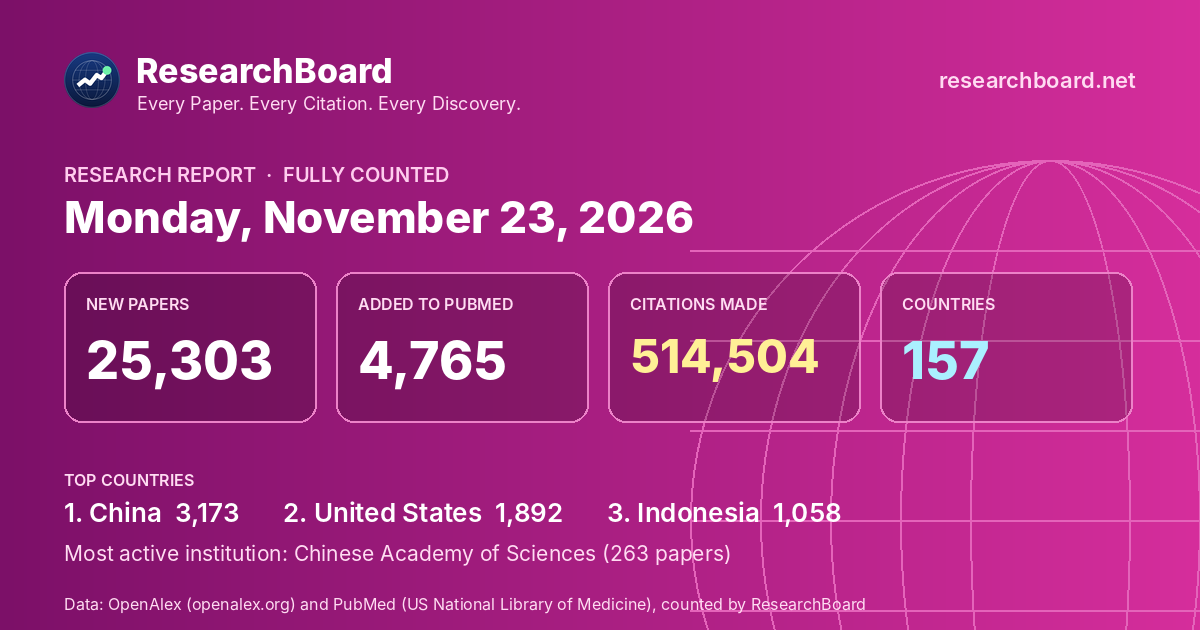 ResearchBoard
Every Paper. Every Citation. Every Discovery.
researchboard.net
RESEARCH REPORT · FULLY COUNTED
Monday, November 23, 2026
NEW PAPERS
25,303
ADDED TO PUBMED
4,765
CITATIONS MADE
514,504
COUNTRIES
157
TOP COUNTRIES
1. China 3,173 2. United States 1,892 3. Indonesia 1,058
Most active institution: Chinese Academy of Sciences (263 papers)
Data: OpenAlex (openalex.org) and PubMed (US National Library of Medicine), counted by ResearchBoard